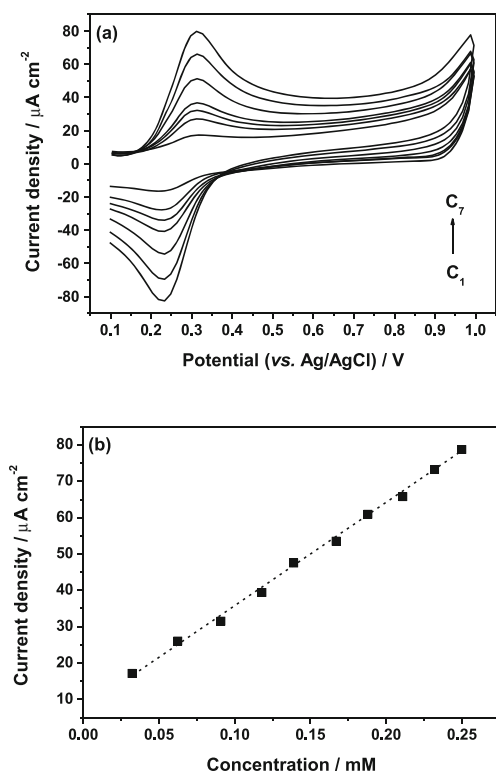 (a)
80
60
40
20
0
-20
-40
-60
-80
Current density / μA cm⁻²
C₇
C₁
0.1 0.2 0.3 0.4 0.5 0.6 0.7 0.8 0.9 1.0
Potential (vs. Ag/AgCl) / V
(b)
80
70
60
50
40
30
20
10
Current density / μA cm⁻²
0.00 0.05 0.10 0.15 0.20 0.25
Concentration / mM